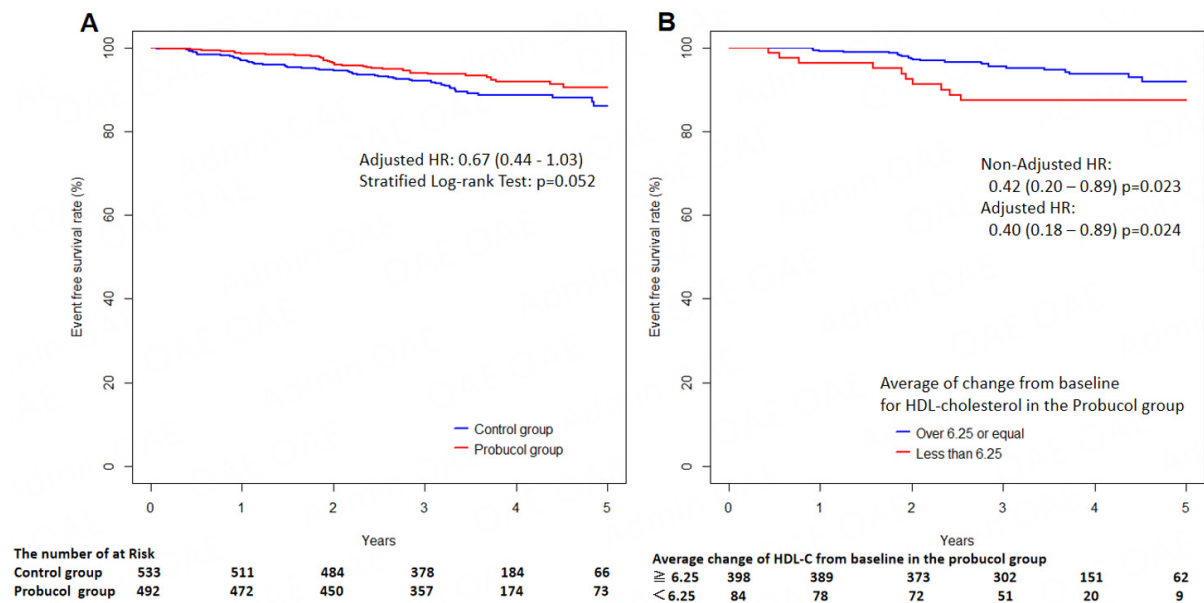 A
100
80
60
40
20
0
Event free survival rate (%)
Adjusted HR: 0.67 (0.44 - 1.03)
Stratified Log-rank Test: p=0.052
Control group
Probucol group
0 1 2 3 4 5
Years
The number of at Risk
Control group 533 511 484 378 184 66
Probucol group 492 472 450 357 174 73
B
100
80
60
40
20
0
Event free survival rate (%)
Non-Adjusted HR:
0.42 (0.20 – 0.89) p=0.023
Adjusted HR:
0.40 (0.18 – 0.89) p=0.024
Average of change from baseline
for HDL-cholesterol in the Probucol group
Over 6.25 or equal
Less than 6.25
0 1 2 3 4 5
Years
Average change of HDL-C from baseline in the probucol group
≧ 6.25 398 389 373 302 151 62
< 6.25 84 78 72 51 20 9